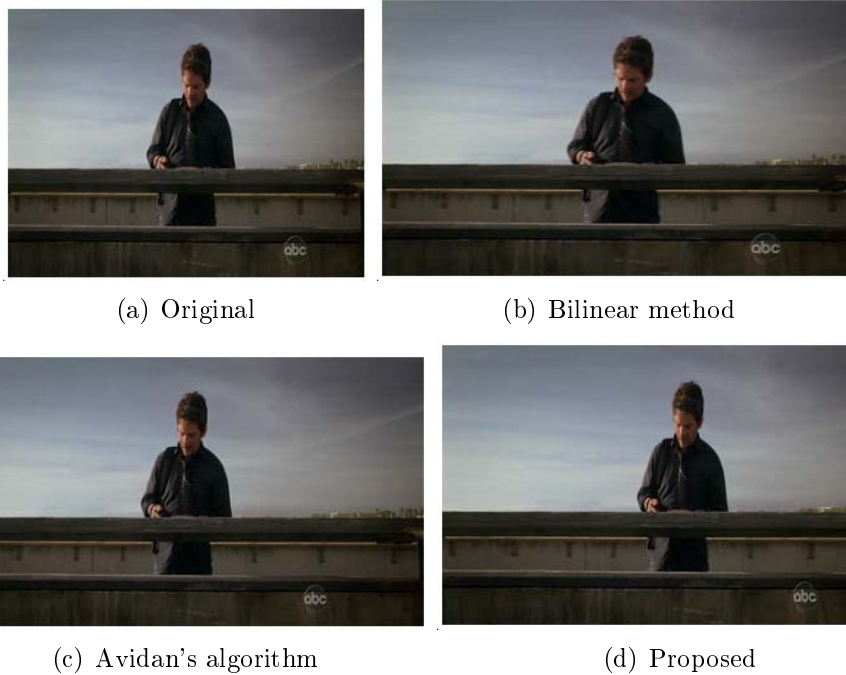 abc
abc
(a) Original
(b) Bilinear method
abc
abc
(c) Avidan's algorithm
(d) Proposed